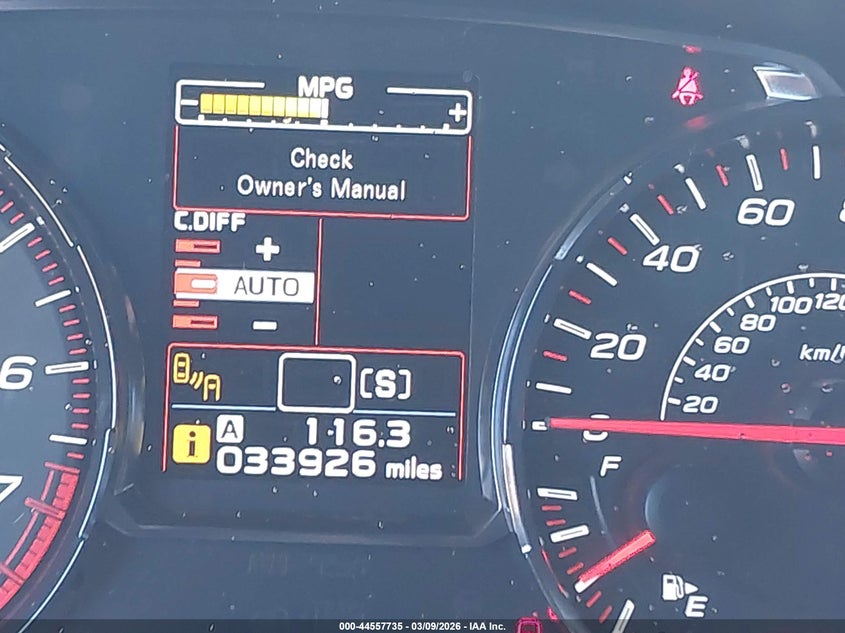 MPG
- +
Check
Owner's Manual
C.DIFF
+
AUTO
-
[S]
i A 116.3
033926 miles
6
7
0
20
40
60
20
40
60
80
100
120
km/h
F
E
000-44557735 - 03/09/2026 - IAA Inc.